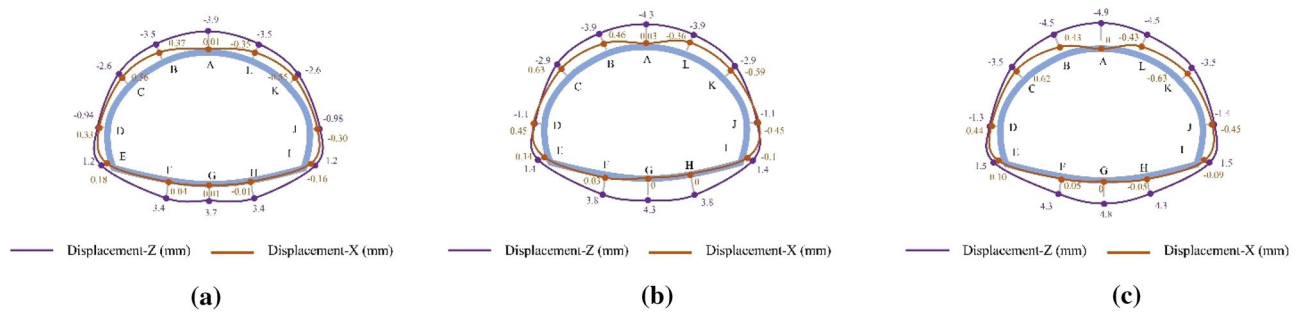 -3.9
-3.5 -3.5
0.37 0.01 -0.35
-2.6 B A L -2.6
0.56 -0.55
C K
-0.94 -0.98
0.33 D J -0.30
1.2 E I 1.2
0.18 F G H -0.16
0.04 0.01 -0.01
3.4 3.7 3.4
Displacement-Z (mm) Displacement-X (mm)
(a)
-4.3
-3.9 -3.9
0.46 0.03 -0.36
-2.9 B A L -2.9
0.63 -0.59
C K
-1.1 -1.1
0.45 D J -0.45
0.14 E I -0.1
1.4 F G H 1.4
0.03 0 0
3.8 4.3 3.8
Displacement-Z (mm) Displacement-X (mm)
(b)
-4.9
-4.5 -4.5
0.43 0 -0.43
-3.5 B A L -3.5
0.62 -0.63
C K
-1.3 -1.4
0.44 D J -0.45
1.5 E I 1.5
0.10 F G H -0.09
0.05 0 -0.05
4.3 4.8 4.3
Displacement-Z (mm) Displacement-X (mm)
(c)